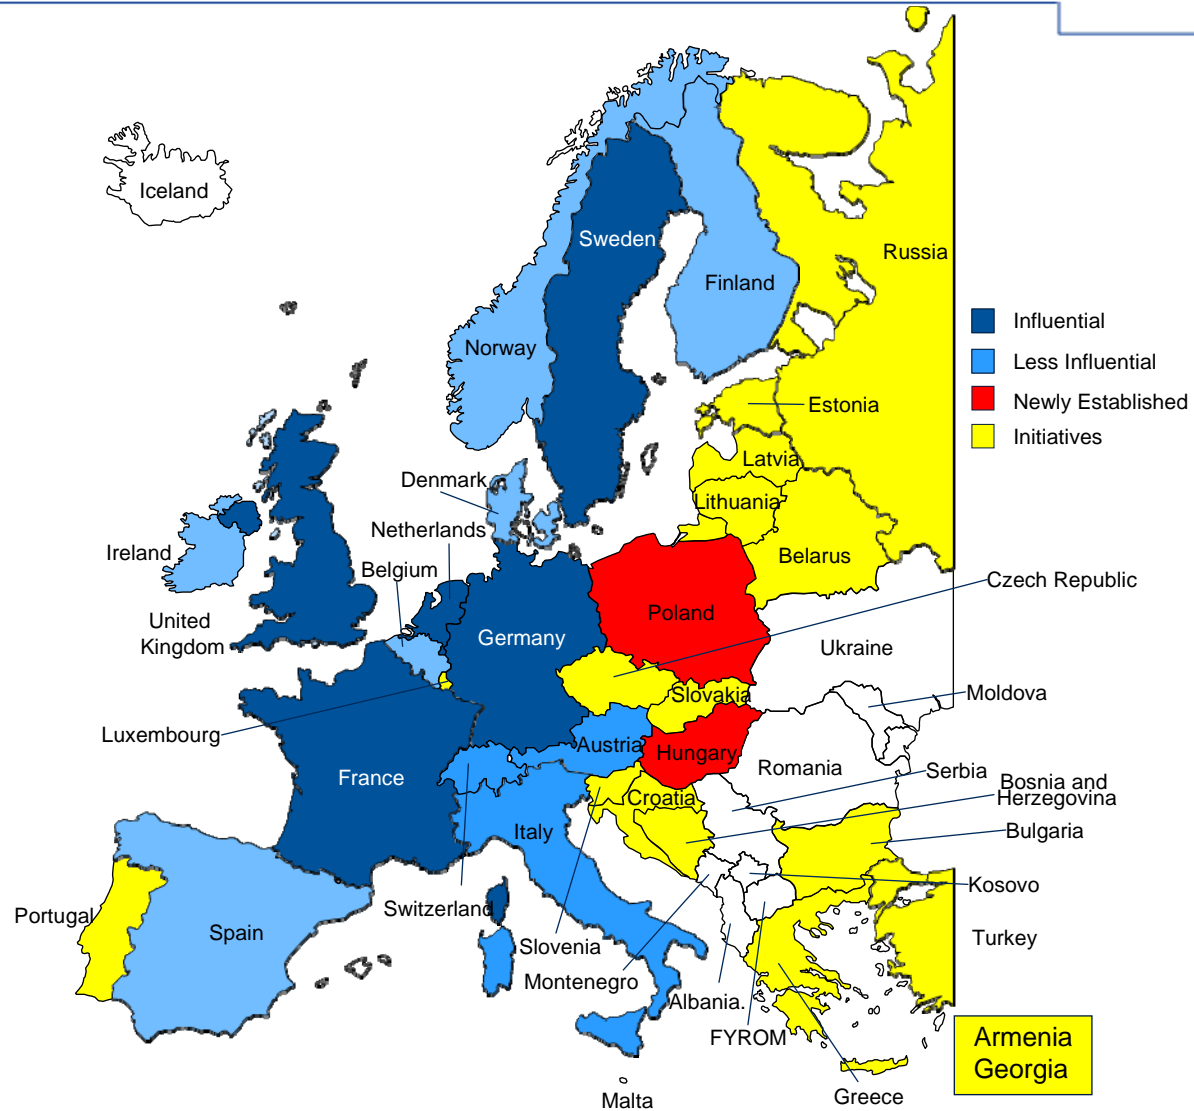 Iceland
Sweden
Russia
Finland
Influential
Norway
Less Influential
Newly Established
Estonia
Initiatives
Latvia
Denmark
Lithuania
Netherlands
Ireland
Belgium
Belarus
Czech Republic
United
Kingdom
Poland
Germany
Ukraine
Slovakia
Moldova
Luxembourg
Austria
Hungary
France
Romania
Serbia
Bosnia and
Herzegovina
Croatia
Italy
Bulgaria
Kosovo
Portugal
Switzerland
Spain
Slovenia
Turkey
Montenegro
Albania.
FYROM
Armenia
Georgia
Greece
Malta